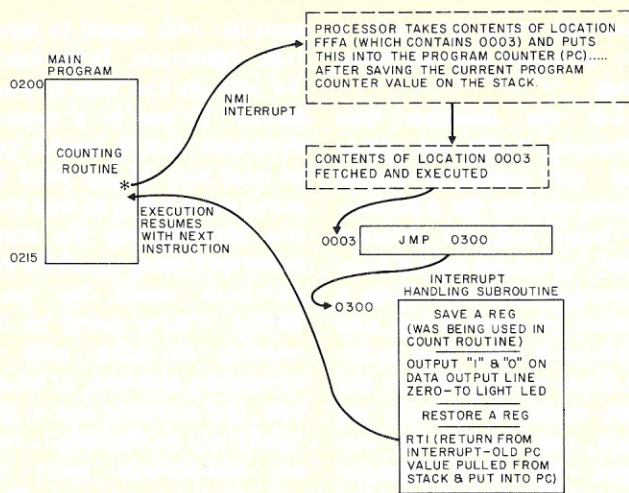 MAIN
PROGRAM
0200
COUNTING
ROUTINE
*
0215
NMI
INTERRUPT
EXECUTION
RESUMES
WITH NEXT
INSTRUCTION
PROCESSOR TAKES CONTENTS OF LOCATION
FFFA (WHICH CONTAINS 0003) AND PUTS
THIS INTO THE PROGRAM COUNTER (PC).....
AFTER SAVING THE CURRENT PROGRAM
COUNTER VALUE ON THE STACK.
CONTENTS OF LOCATION 0003
FETCHED AND EXECUTED
0003
JMP 0300
0300
INTERRUPT
HANDLING SUBROUTINE
SAVE A REG
(WAS BEING USED IN
COUNT ROUTINE)
OUTPUT "1" & "0" ON
DATA OUTPUT LINE
ZERO-TO LIGHT LED
RESTORE A REG
RTI (RETURN FROM
INTERRUPT-OLD PC
VALUE PULLED FROM
STACK & PUT INTO PC)